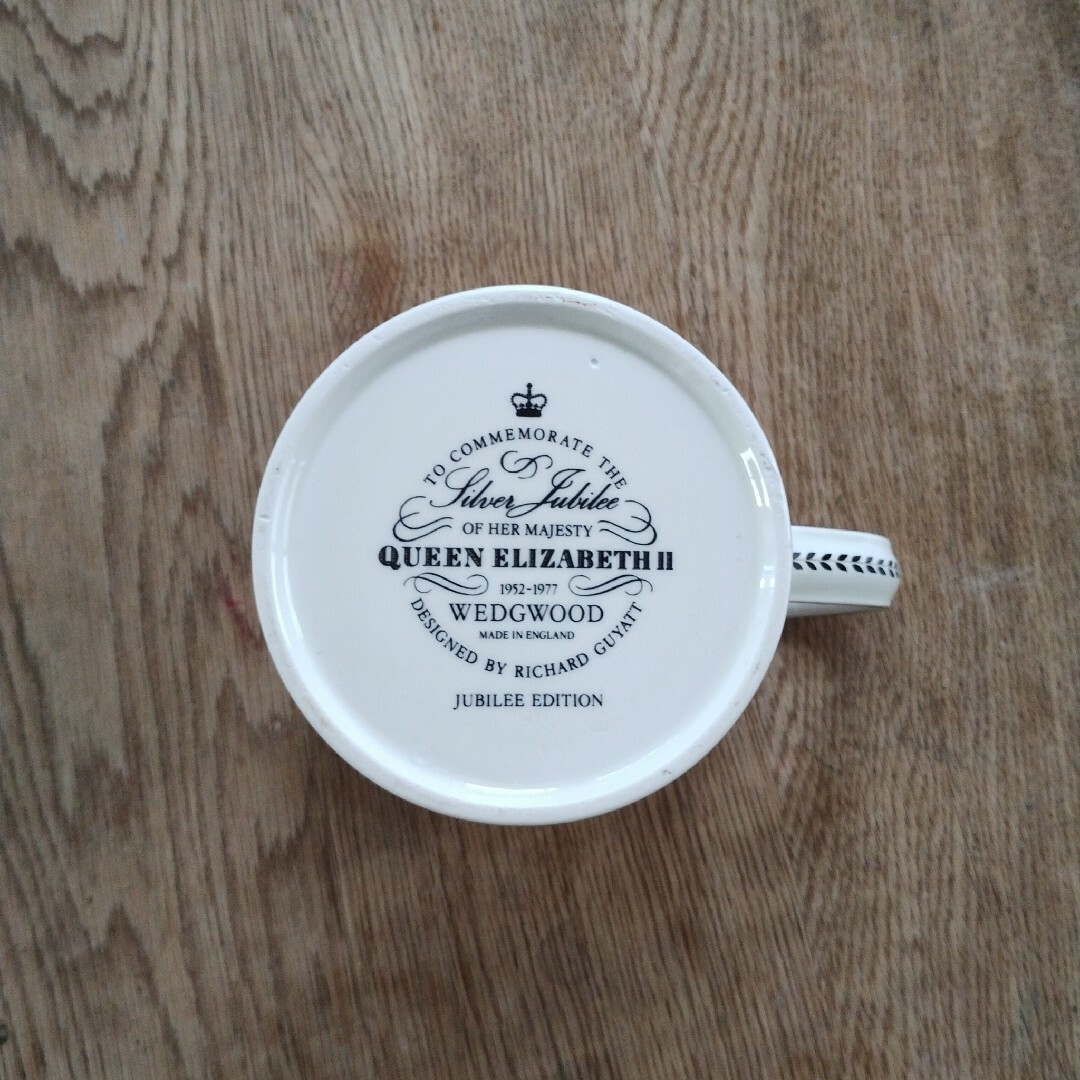 TO COMMEMORATE THE
Silver Jubilee
OF HER MAJESTY
QUEEN ELIZABETH II
1952-1977
WEDGWOOD
MADE IN ENGLAND
DESIGNED BY RICHARD GUYATT
JUBILEE EDITION